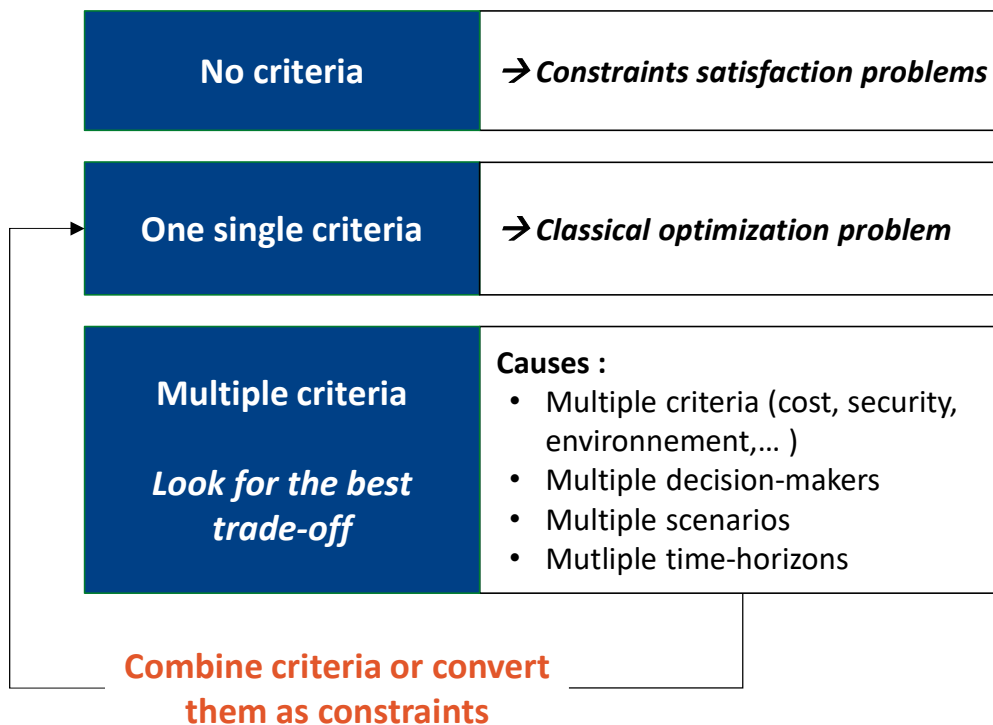 No criteria
→ Constraints satisfaction problems
One single criteria
→ Classical optimization problem
Multiple criteria
Look for the best
trade-off
Causes :
• Multiple criteria (cost, security,
environnement,… )
• Multiple decision-makers
• Multiple scenarios
• Mutliple time-horizons
Combine criteria or convert
them as constraints